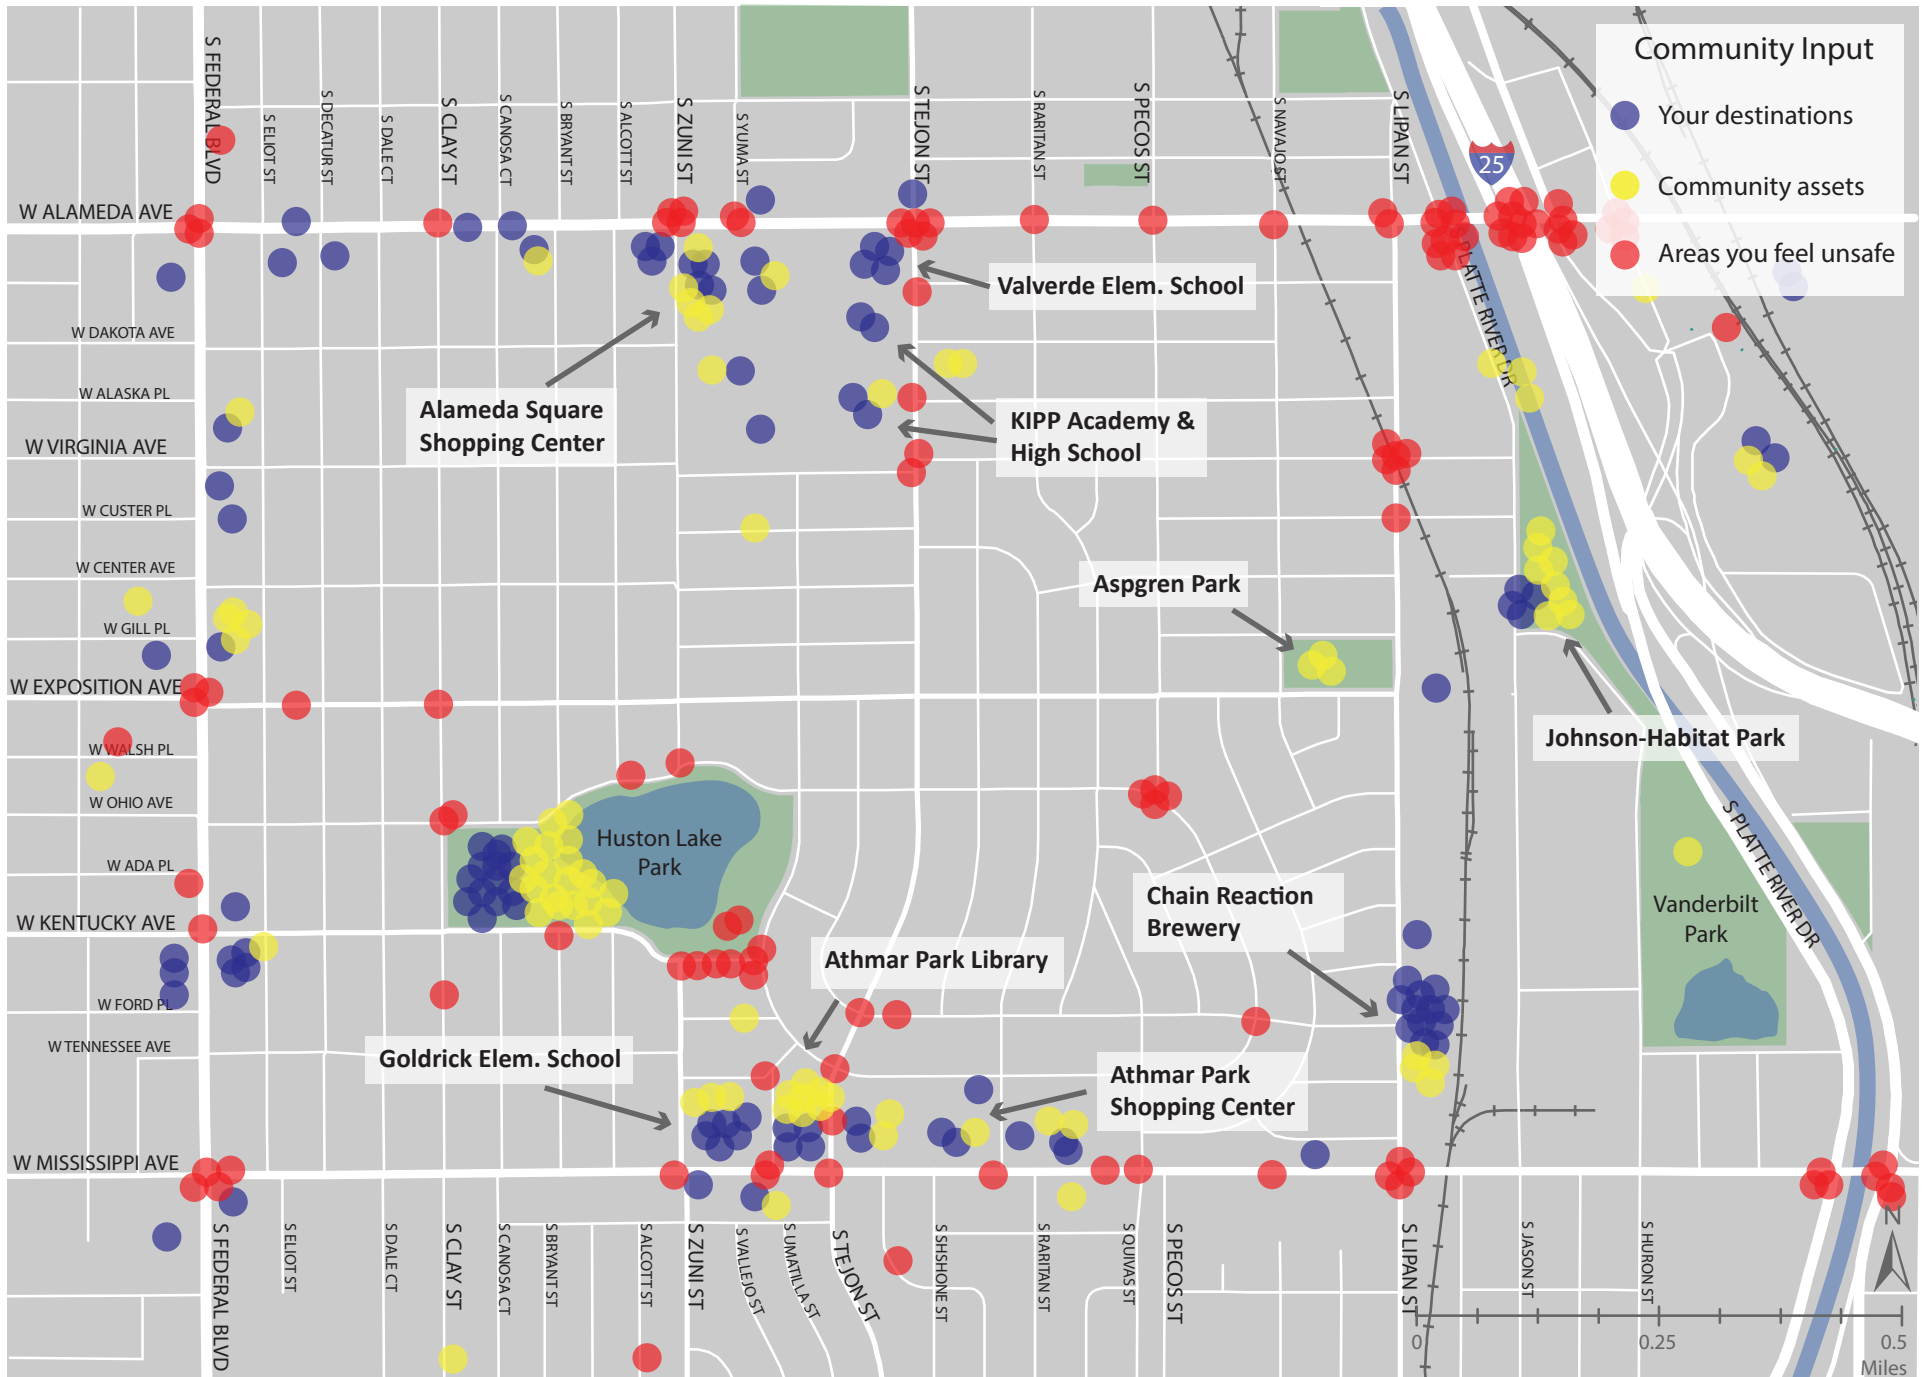 Community Input
Your destinations
Community assets
Areas you feel unsafe
25
S FEDERAL BLVD
S ELIOT ST
S DECATUR ST
S DALE CT
S CLAY ST
S CANOSA CT
S BRYANT ST
S ALCOTT ST
S ZUNI ST
S YUMA ST
S TEJON ST
S RARITAN ST
S PECOS ST
S NAVAJO ST
S LIPAN ST
S PLATTE RIVER DR
W ALAMEDA AVE
W DAKOTA AVE
W ALASKA PL
W VIRGINIA AVE
W CUSTER PL
W CENTER AVE
W GILL PL
W EXPOSITION AVE
W WALSH PL
W OHIO AVE
W ADA PL
W KENTUCKY AVE
W FORD PL
W TENNESSEE AVE
W MISSISSIPPI AVE
Valverde Elem. School
Alameda Square
Shopping Center
KIPP Academy &
High School
Aspgren Park
Johnson-Habitat Park
Huston Lake
Park
Chain Reaction
Brewery
Vanderbilt
Park
S PLATTE RIVER DR
Athmar Park Library
Goldrick Elem. School
Athmar Park
Shopping Center
S FEDERAL BLVD
S ELIOT ST
S DALE CT
S CLAY ST
S CANOSA CT
S BRYANT ST
S ALCOTT ST
S ZUNI ST
S VALLEJO ST
S UMATILLA ST
S TEJON ST
S SHSHONE ST
S RARITAN ST
S QUIVAS ST
S PECOS ST
S LIPAN ST
S JASON ST
S HURON ST
N
0
0.25
0.5
Miles